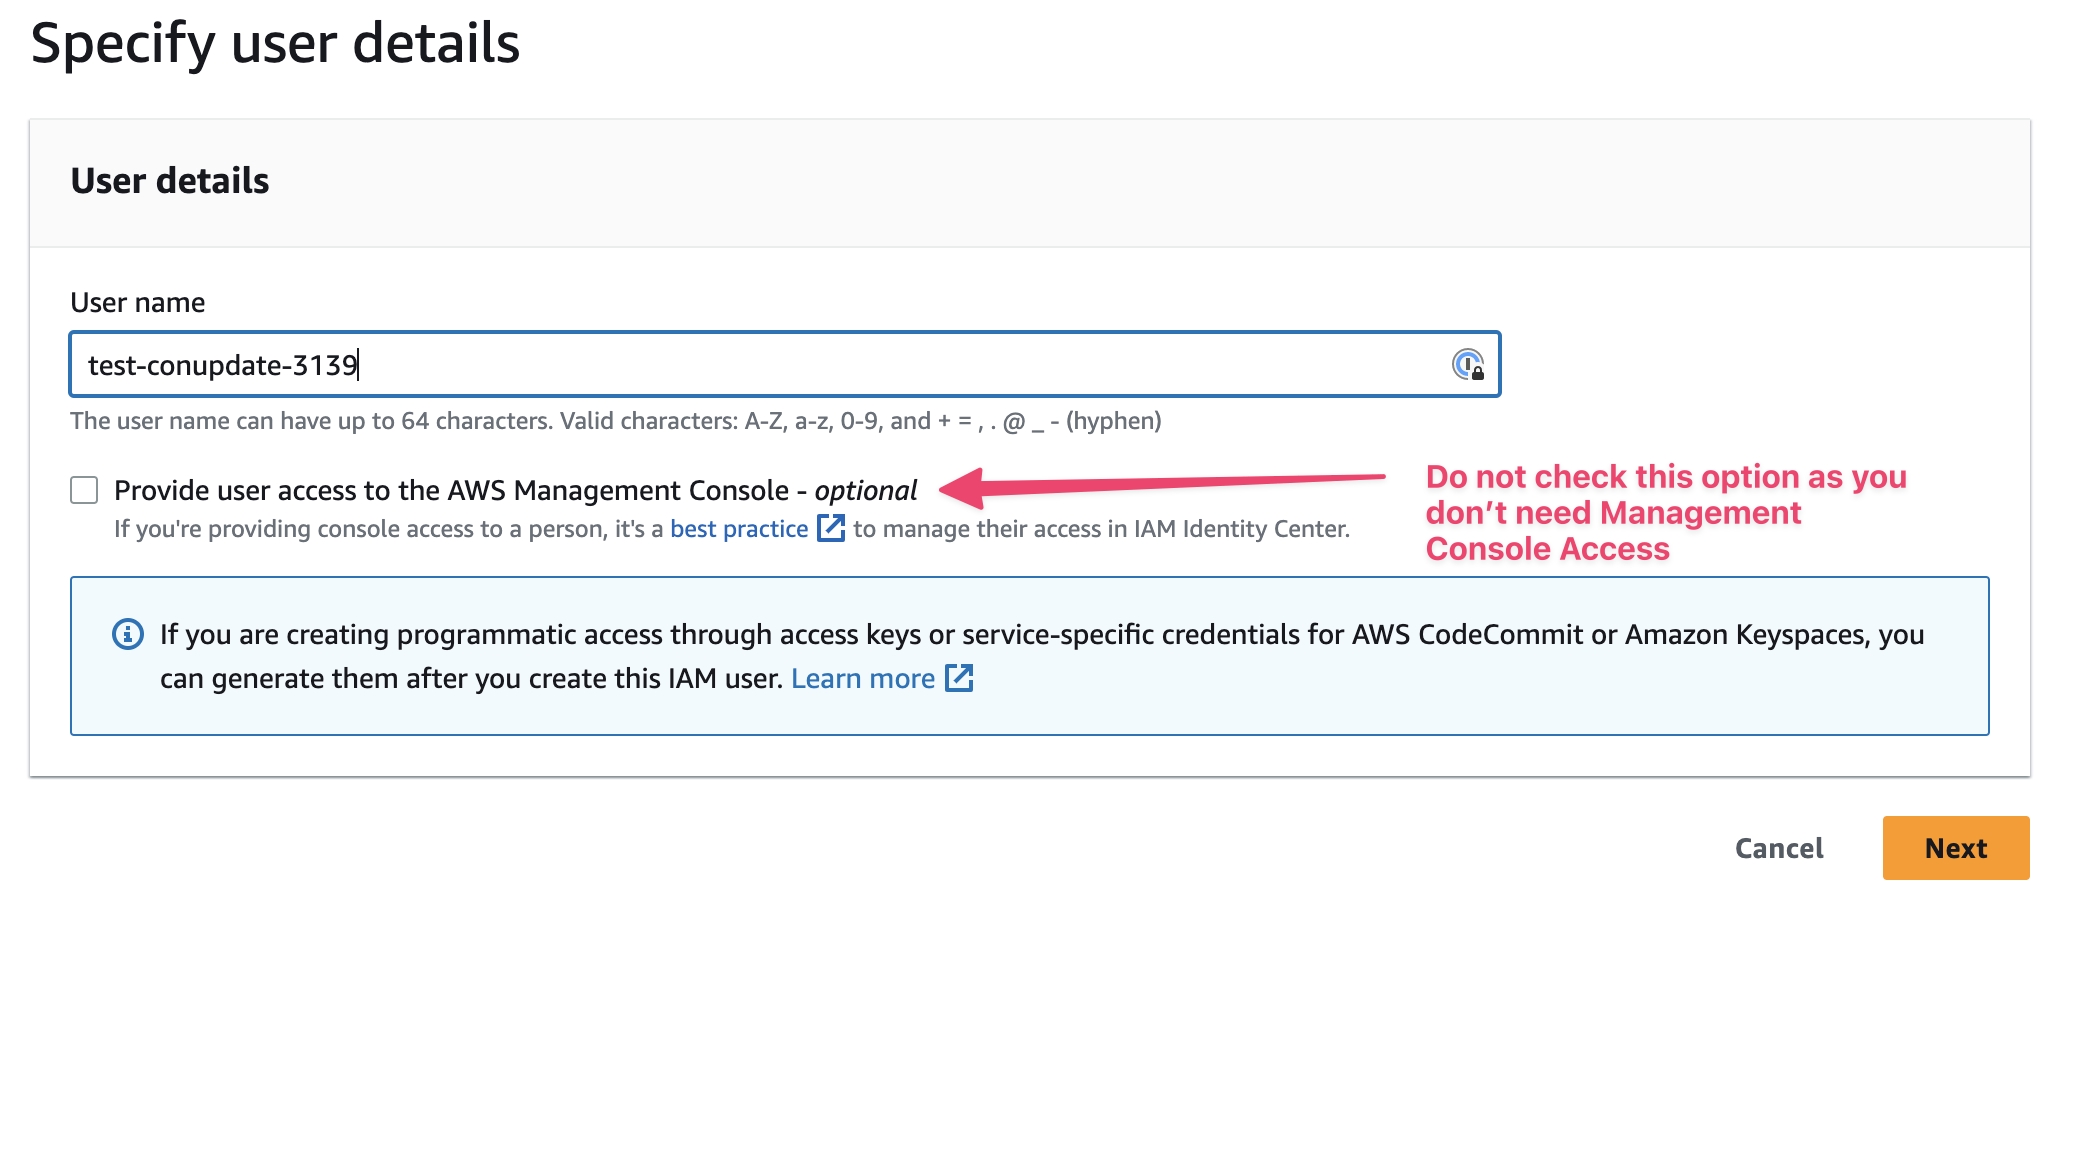 Specify user details
User details
User name
test-conupdate-3139
The user name can have up to 64 characters. Valid characters: A-Z, a-z, 0-9, and + = , . @ _ - (hyphen)
Provide user access to the AWS Management Console - optional
If you're providing console access to a person, it's a best practice to manage their access in IAM Identity Center.
Do not check this option as you
don’t need Management
Console Access
If you are creating programmatic access through access keys or service-specific credentials for AWS CodeCommit or Amazon Keyspaces, you
can generate them after you create this IAM user. Learn more
Cancel
Next